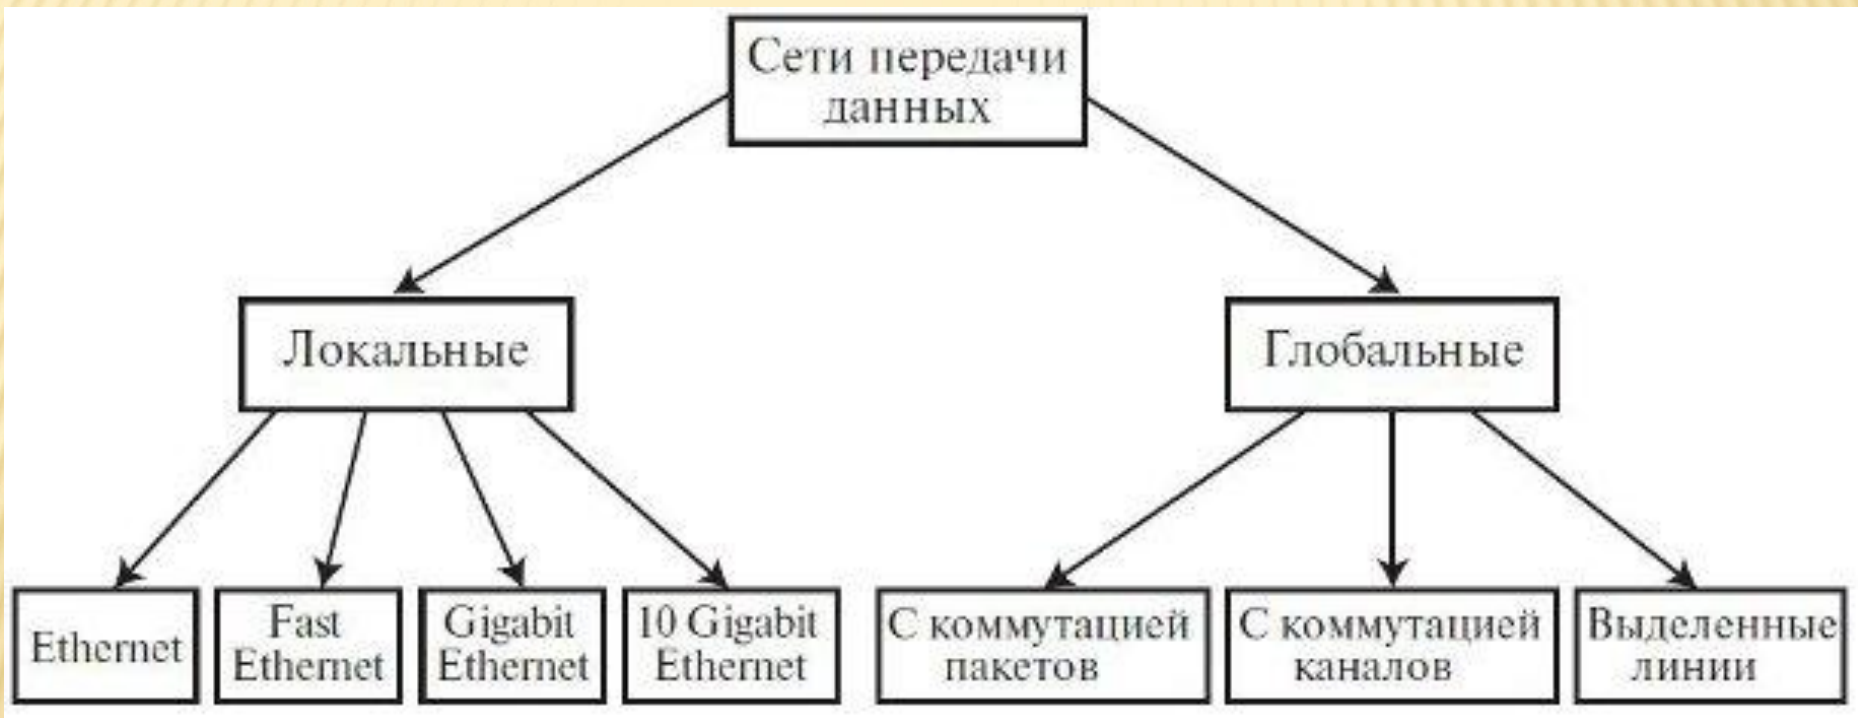 Сети передачи
данных
Локальные
Глобальные
Ethernet
Fast
Ethernet
Gigabit
Ethernet
10 Gigabit
Ethernet
С коммутацией
пакетов
С коммутацией
каналов
Выделенные
линии